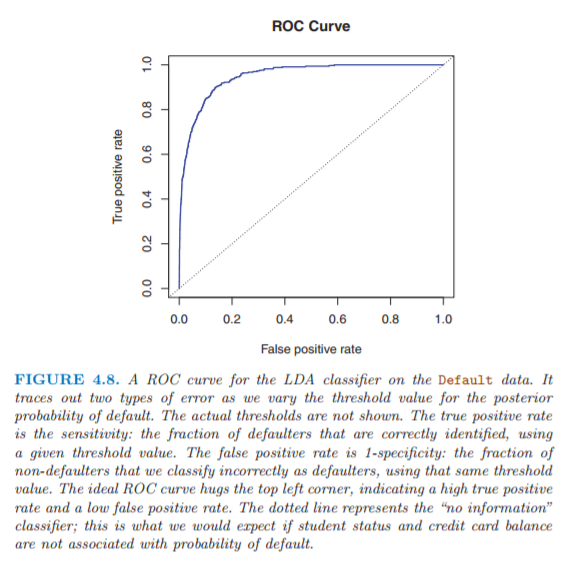 ROC Curve
1.0
0.8
0.6
0.4
0.2
0.0
True positive rate
0.0 0.2 0.4 0.6 0.8 1.0
False positive rate
FIGURE 4.8. A ROC curve for the LDA classifier on the Default data. It
traces out two types of error as we vary the threshold value for the posterior
probability of default. The actual thresholds are not shown. The true positive rate
is the sensitivity: the fraction of defaulters that are correctly identified, using
a given threshold value. The false positive rate is 1-specificity: the fraction of
non-defaulters that we classify incorrectly as defaulters, using that same threshold
value. The ideal ROC curve hugs the top left corner, indicating a high true positive
rate and a low false positive rate. The dotted line represents the “no information”
classifier; this is what we would expect if student status and credit card balance
are not associated with probability of default.